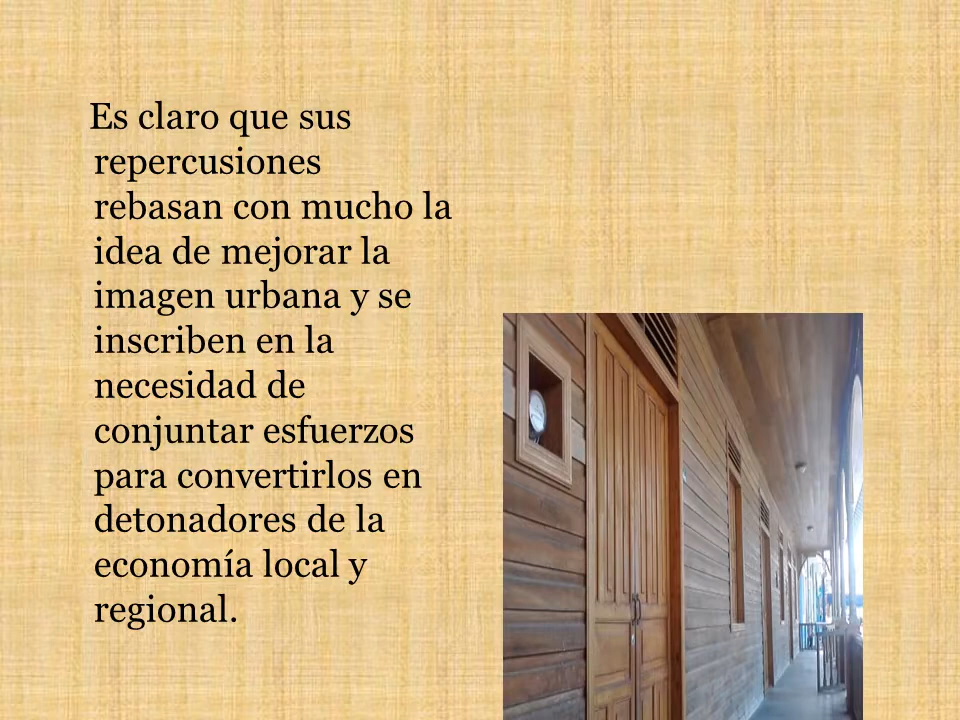 Es claro que sus
repercusiones
rebasan con mucho la
idea de mejorar la
imagen urbana y se
inscriben en la
necesidad de
conjuntar esfuerzos
para convertirlos en
detonadores de la
economía local y
regional.